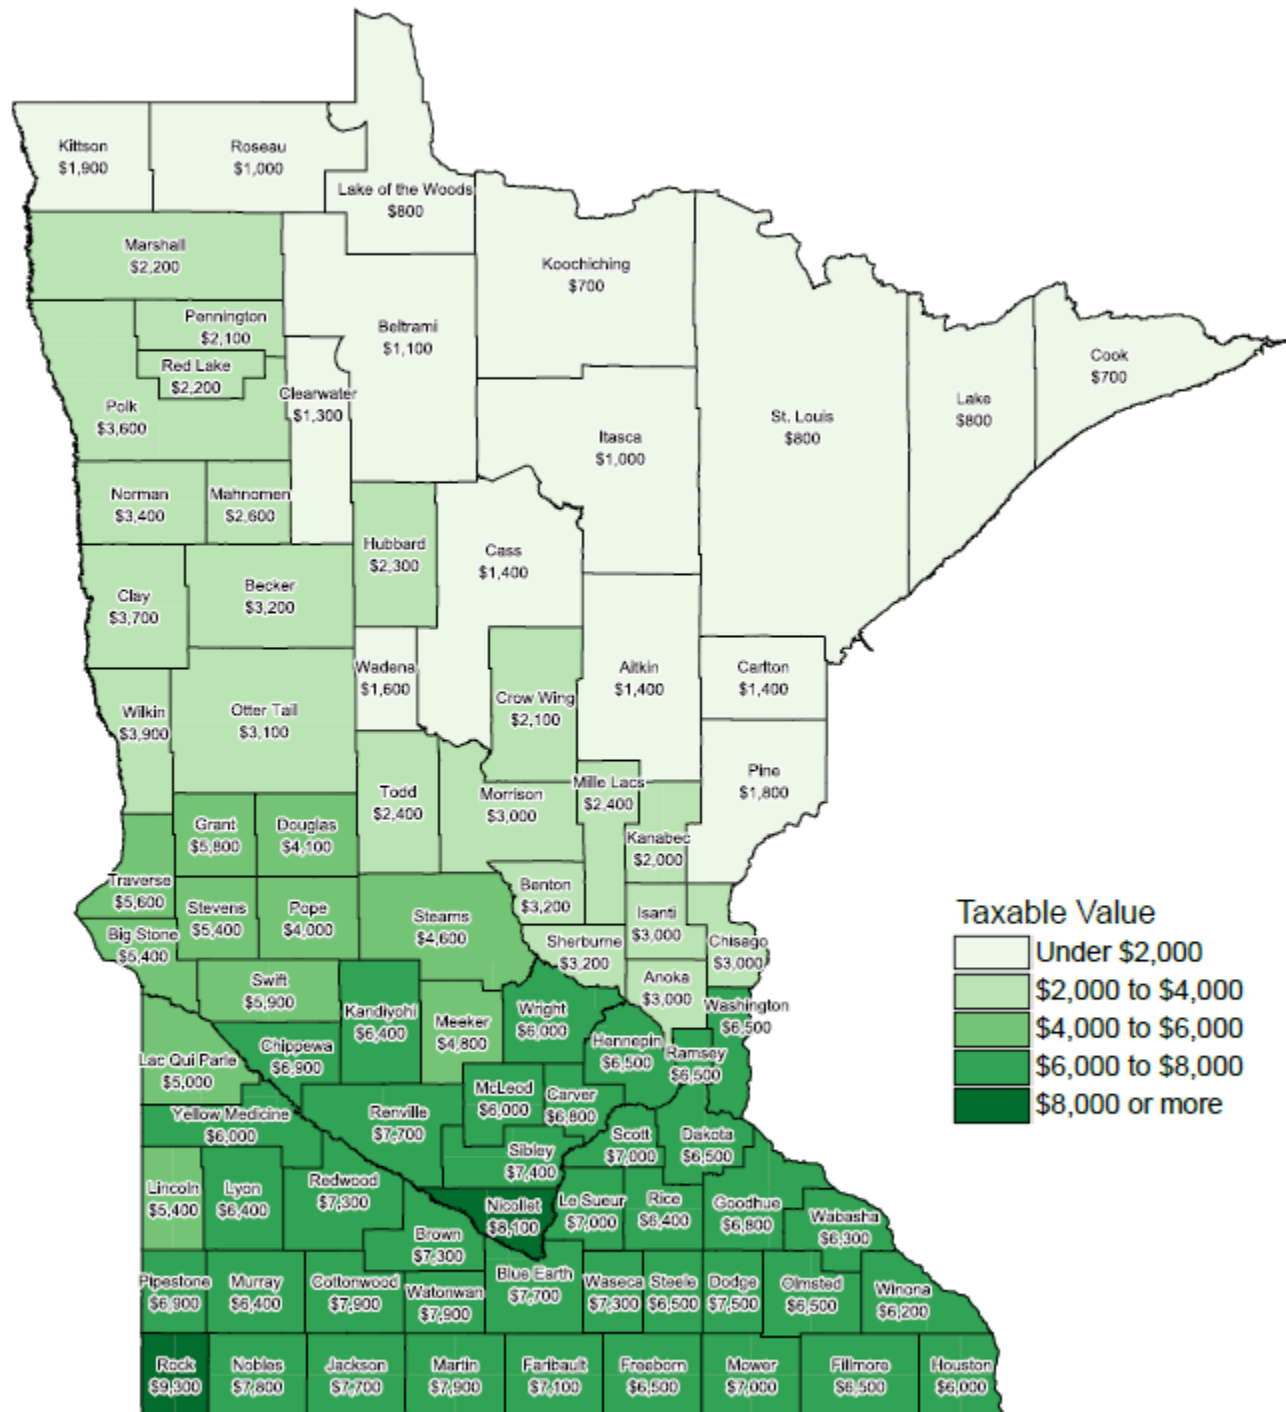 Kittson
$1,900
Roseau
$1,000
Lake of the Woods
$800
Marshall
$2,200
Koochiching
$700
Pennington
$2,100
Beltrami
$1,100
Red Lake
$2,200
Clearwater
$1,300
Polk
$3,600
Cook
$700
Lake
$800
St. Louis
$800
Itasca
$1,000
Norman
$3,400
Mahnomen
$2,600
Hubbard
$2,300
Cass
$1,400
Clay
$3,700
Becker
$3,200
Wadena
$1,600
Aitkin
$1,400
Carlton
$1,400
Crow Wing
$2,100
Wilkin
$3,900
Otter Tail
$3,100
Pine
$1,800
Todd
$2,400
Morrison
$3,000
Mille Lacs
$2,400
Grant
$5,800
Douglas
$4,100
Kanabec
$2,000
Traverse
$5,600
Benton
$3,200
Stevens
$5,400
Pope
$4,000
Stearns
$4,600
Isanti
$3,000
Big Stone
$5,400
Sherburne
$3,200
Chisago
$3,000
Swift
$5,900
Anoka
$3,000
Kandiyohi
$6,400
Meeker
$4,800
Wright
$6,000
Washington
$6,500
Chippewa
$6,900
Hennepin
$6,500
Ramsey
$6,500
Lac Qui Parle
$5,000
McLeod
$6,000
Carver
$6,800
Yellow Medicine
$6,000
Renville
$7,700
Scott
$7,000
Dakota
$6,500
Sibley
$7,400
Lincoln
$5,400
Lyon
$6,400
Redwood
$7,300
Nicollet
$8,100
Le Sueur
$7,000
Rice
$6,400
Goodhue
$6,800
Wabasha
$6,300
Brown
$7,300
Pipestone
$6,900
Murray
$6,400
Cottonwood
$7,900
Watonwan
$7,900
Blue Earth
$7,700
Waseca
$7,300
Steele
$6,500
Dodge
$7,500
Olmsted
$6,500
Winona
$6,200
Rock
$9,300
Nobles
$7,800
Jackson
$7,700
Martin
$7,900
Faribault
$7,100
Freeborn
$6,500
Mower
$7,000
Fillmore
$6,500
Houston
$6,000
Taxable Value
Under $2,000
$2,000 to $4,000
$4,000 to $6,000
$6,000 to $8,000
$8,000 or more